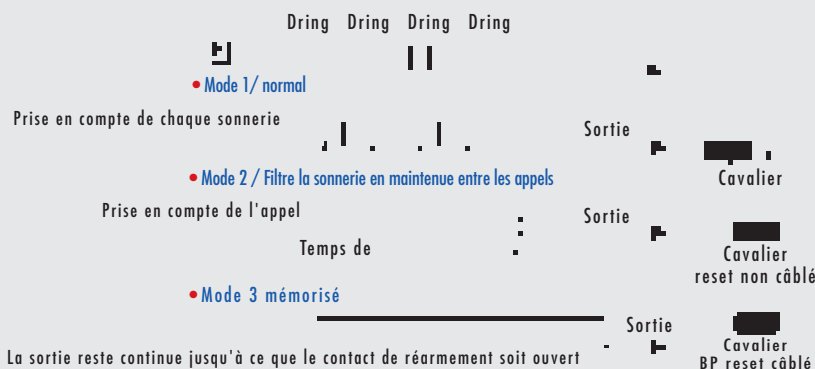 Dring Dring Dring Dring
• Mode 1/ normal
Prise en compte de chaque sonnerie
Sortie
Cavalier
• Mode 2 / Filtre la sonnerie en maintenue entre les appels
Prise en compte de l'appel
Sortie
Temps de
Cavalier
reset non câblé
• Mode 3 mémorisé
Sortie
Cavalier
BP reset câblé
La sortie reste continue jusqu'à ce que le contact de réarmement soit ouvert